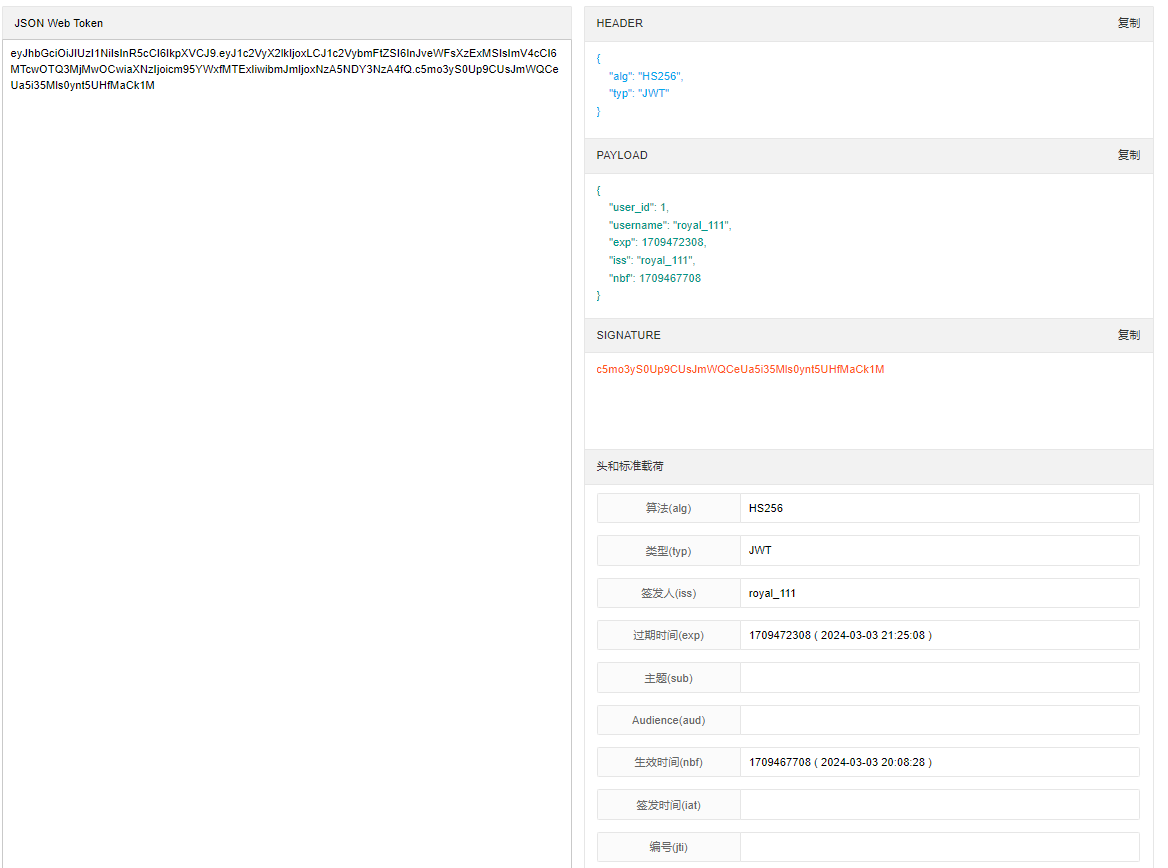 JSON Web Token
eyJhbGciOiJIUzI1NiIsInR5cCI6IkpXVCJ9.eyJ1c2VyX2lkIjoxLCJ1c2VybmFtZSI6InJveWFsXzExMSIsImV4cCI6
MTcwOTQ3MjMwOCwiaXNzIjoicm95YWxfMTExIiwibmJmIjoxNzA5NDY3NzA4fQ.c5mo3yS0Up9CUsJmWQCe
Ua5i35Mls0ynt5UHfMaCk1M
HEADER 复制
{
"alg": "HS256",
"typ": "JWT"
}
PAYLOAD 复制
{
"user_id": 1,
"username": "royal_111",
"exp": 1709472308,
"iss": "royal_111",
"nbf": 1709467708
}
SIGNATURE 复制
c5mo3yS0Up9CUsJmWQCeUa5i35Mls0ynt5UHfMaCk1M
头和标准载荷
算法(alg) HS256
类型(typ) JWT
签发人(iss) royal_111
过期时间(exp) 1709472308 ( 2024-03-03 21:25:08 )
主题(sub)
Audience(aud)
生效时间(nbf) 1709467708 ( 2024-03-03 20:08:28 )
签发时间(iat)
编号(jti)